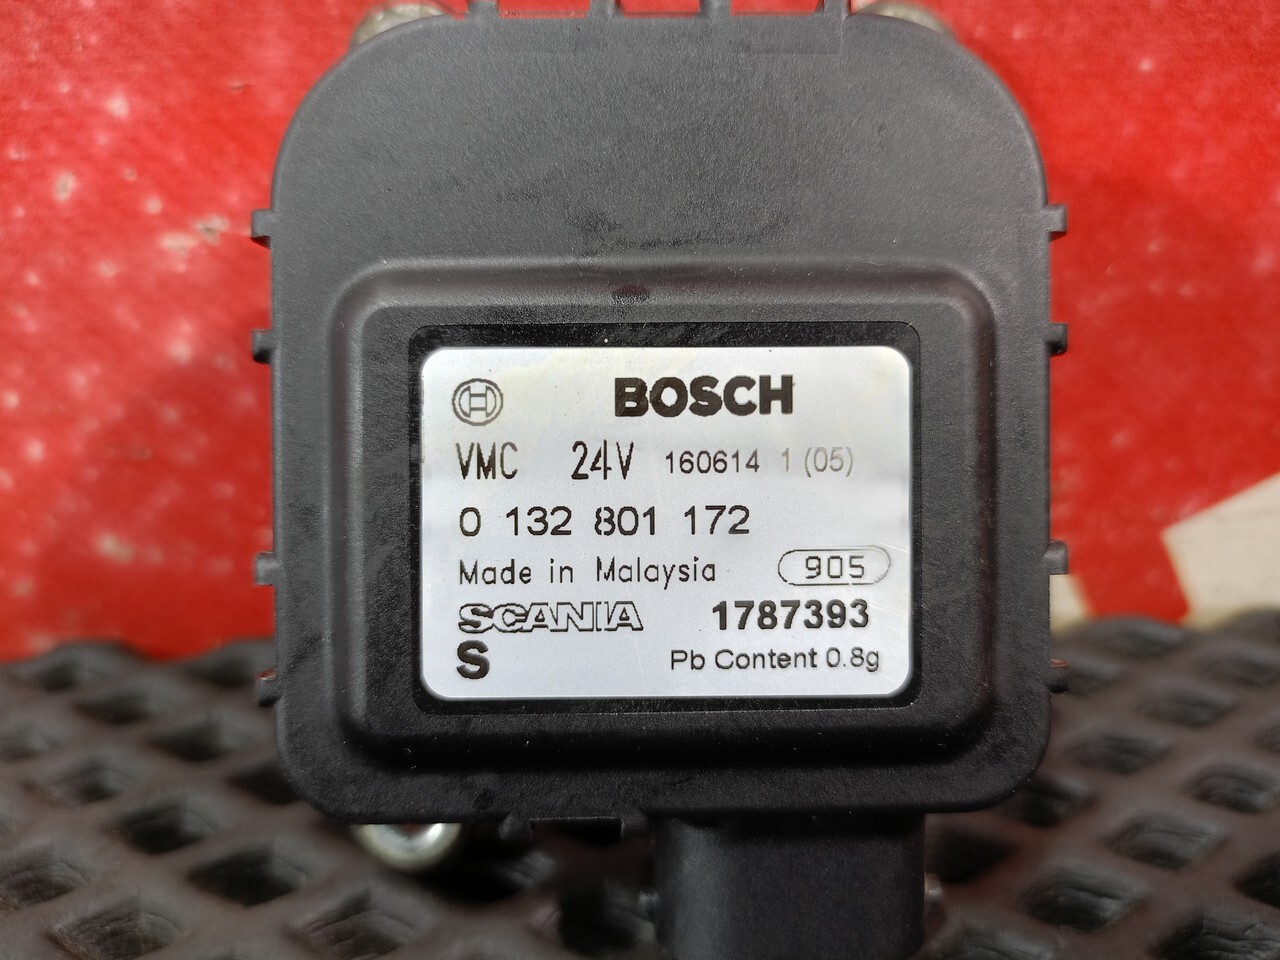 BOSCH
VMC 24V 160614 1 (05)
0 132 801 172
Made in Malaysia 905
SCANIA 1787393
S Pb Content 0.8g